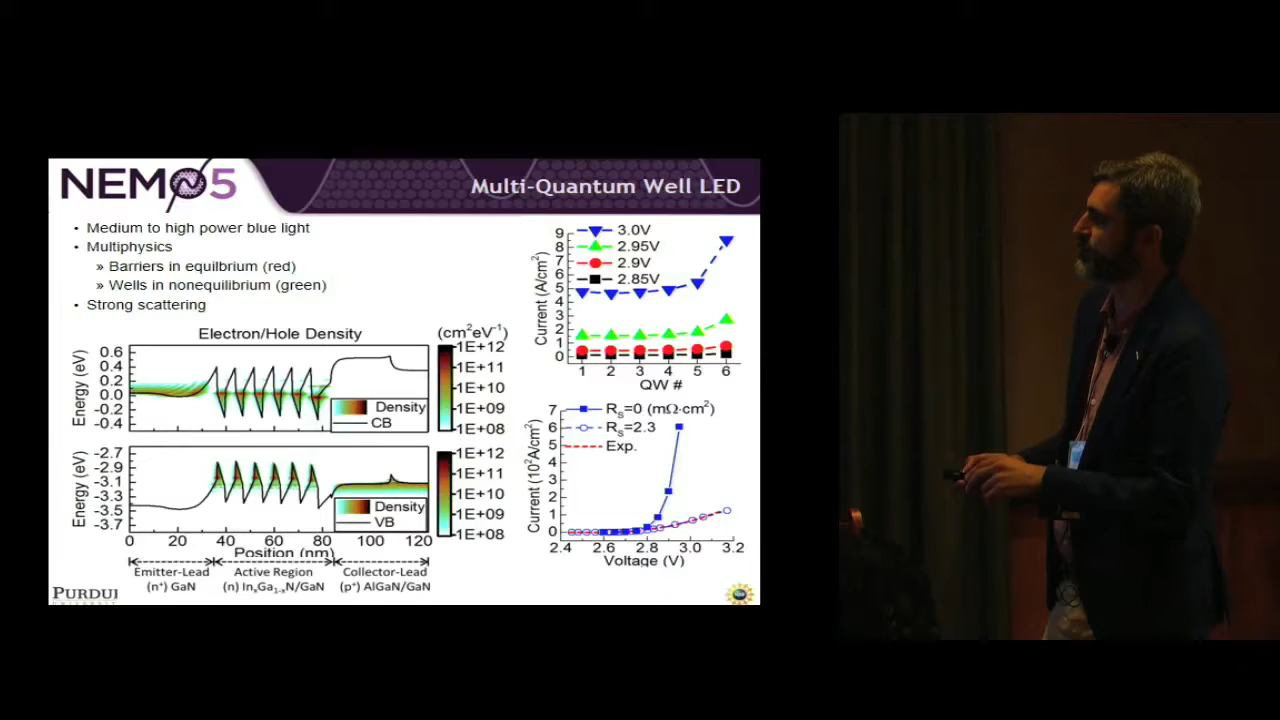 NEMO5
Multi-Quantum Well LED
• Medium to high power blue light
• Multiphysics
» Barriers in equilbrium (red)
» Wells in nonequilibrium (green)
• Strong scattering
Electron/Hole Density
(cm²eV⁻¹)
Energy (eV)
0.6
0.4
0.2
0.0
-0.2
-0.4
Density
CB
1E+12
1E+11
1E+10
1E+09
1E+08
Energy (eV)
-2.7
-2.9
-3.1
-3.3
-3.5
-3.7
Density
VB
1E+12
1E+11
1E+10
1E+09
1E+08
0 20 40 60 80 100 120
Position (nm)
Emitter-Lead
(n⁺) GaN
Active Region
(n) InₓGa₁₋ₓN/GaN
Collector-Lead
(p⁺) AlGaN/GaN
Current (A/cm²)
9
8
7
6
5
4
3
2
1
0
3.0V
2.95V
2.9V
2.85V
1 2 3 4 5 6
QW #
Current (10²A/cm²)
7
6
5
4
3
2
1
0
R_S=0 (mΩ·cm²)
R_S=2.3
Exp.
2.4 2.6 2.8 3.0 3.2
Voltage (V)
PURDUE